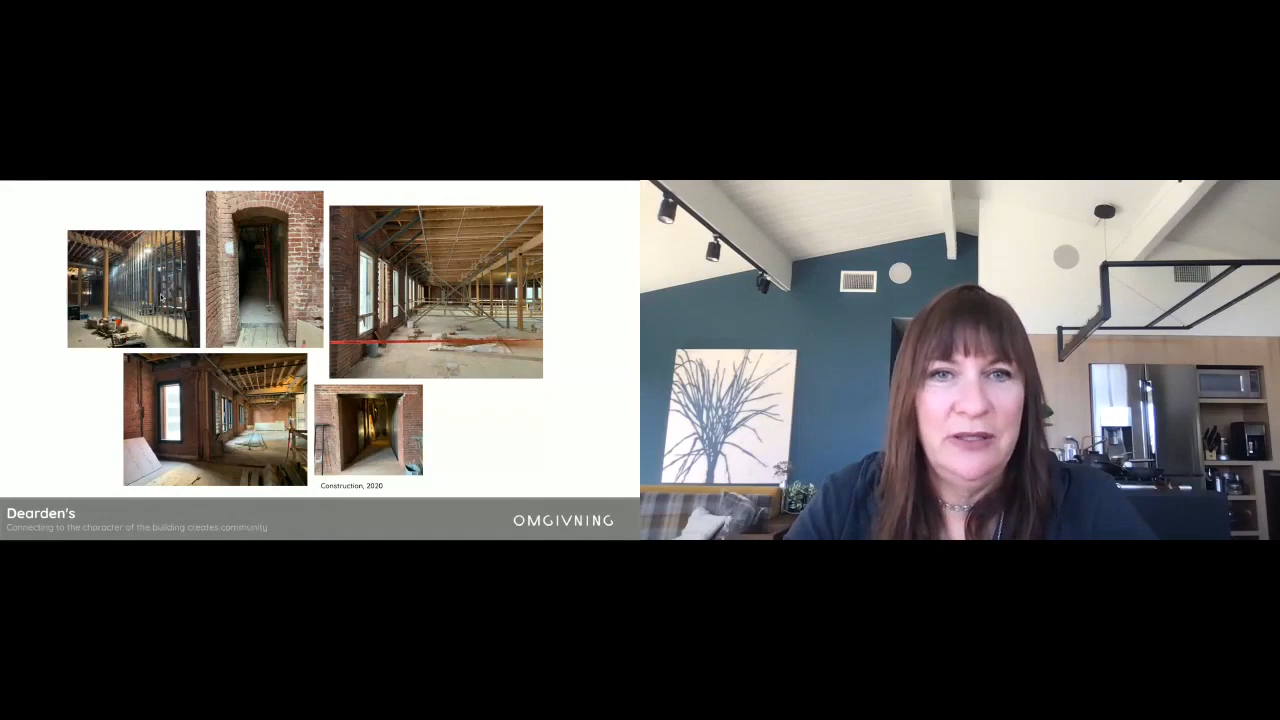 Construction, 2020
Dearden's
Connecting to the character of the building creates community
OMGIVNING